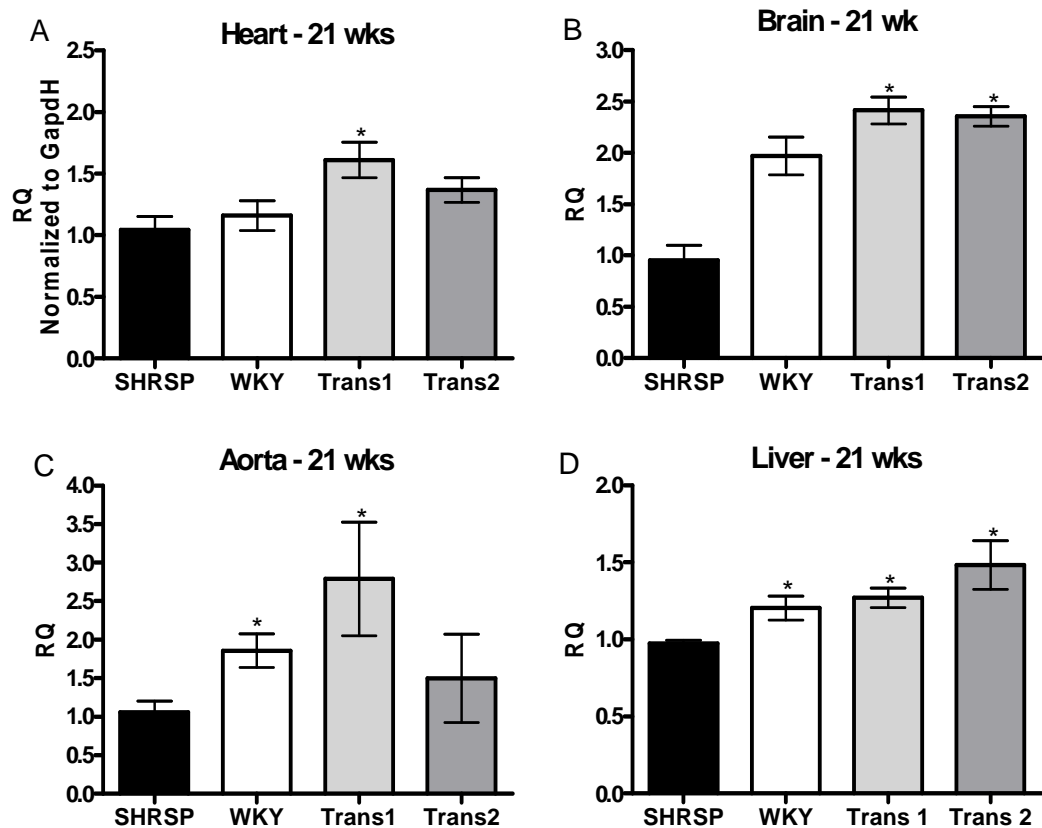 A
Heart - 21 wks
RQ
Normalized to GapdH
2.5
2.0
1.5
1.0
0.5
0.0
*
SHRSP WKY Trans1 Trans2
B
Brain - 21 wk
RQ
3.0
2.5
2.0
1.5
1.0
0.5
0.0
* *
SHRSP WKY Trans1 Trans2
C
Aorta - 21 wks
RQ
4.0
3.5
3.0
2.5
2.0
1.5
1.0
0.5
0.0
* *
SHRSP WKY Trans1 Trans2
D
Liver - 21 wks
RQ
2.0
1.5
1.0
0.5
0.0
* * *
SHRSP WKY Trans 1 Trans 2